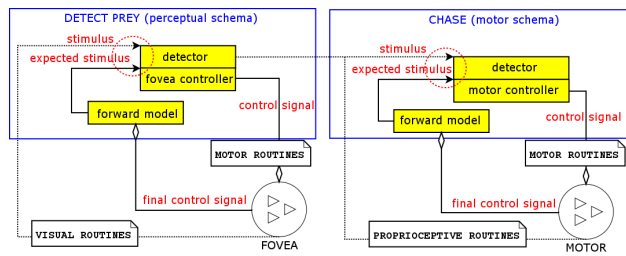 DETECT PREY (perceptual schema)
stimulus
expected stimulus
detector
fovea controller
control signal
forward model
MOTOR ROUTINES
final control signal
VISUAL ROUTINES
FOVEA
CHASE (motor schema)
stimulus
expected stimulus
detector
motor controller
control signal
forward model
MOTOR ROUTINES
final control signal
PROPRIOCEPTIVE ROUTINES
MOTOR